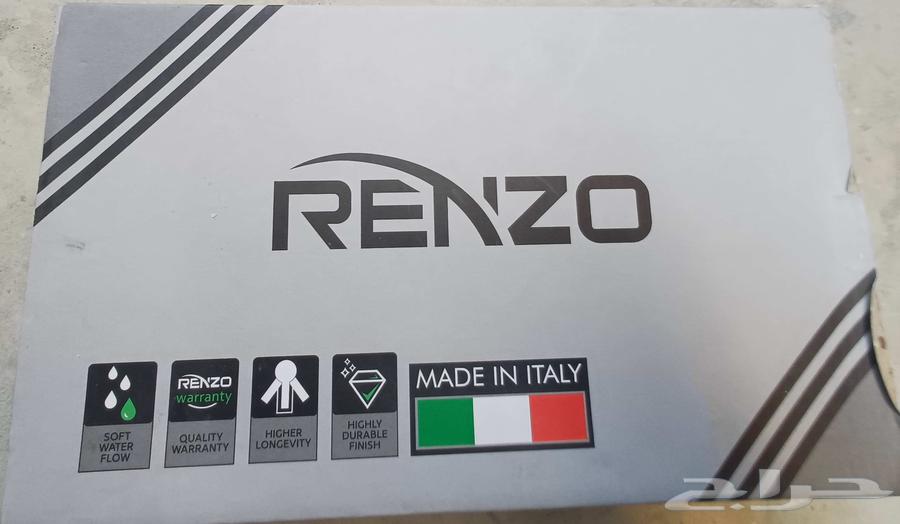 RENZO
SOFT
WATER
FLOW
RENZO
warranty
QUALITY
WARRANTY
HIGHER
LONGEVITY
HIGHLY
DURABLE
FINISH
MADE IN ITALY
حراج